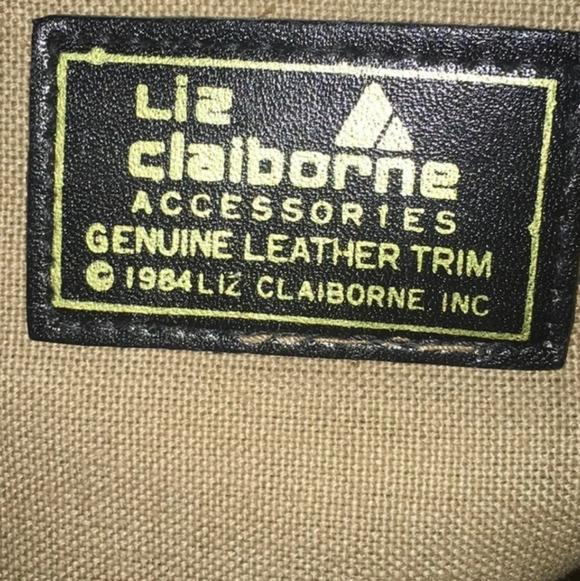 Liz
claiborne
ACCESSORIES
GENUINE LEATHER TRIM
© 1984 LIZ CLAIBORNE INC